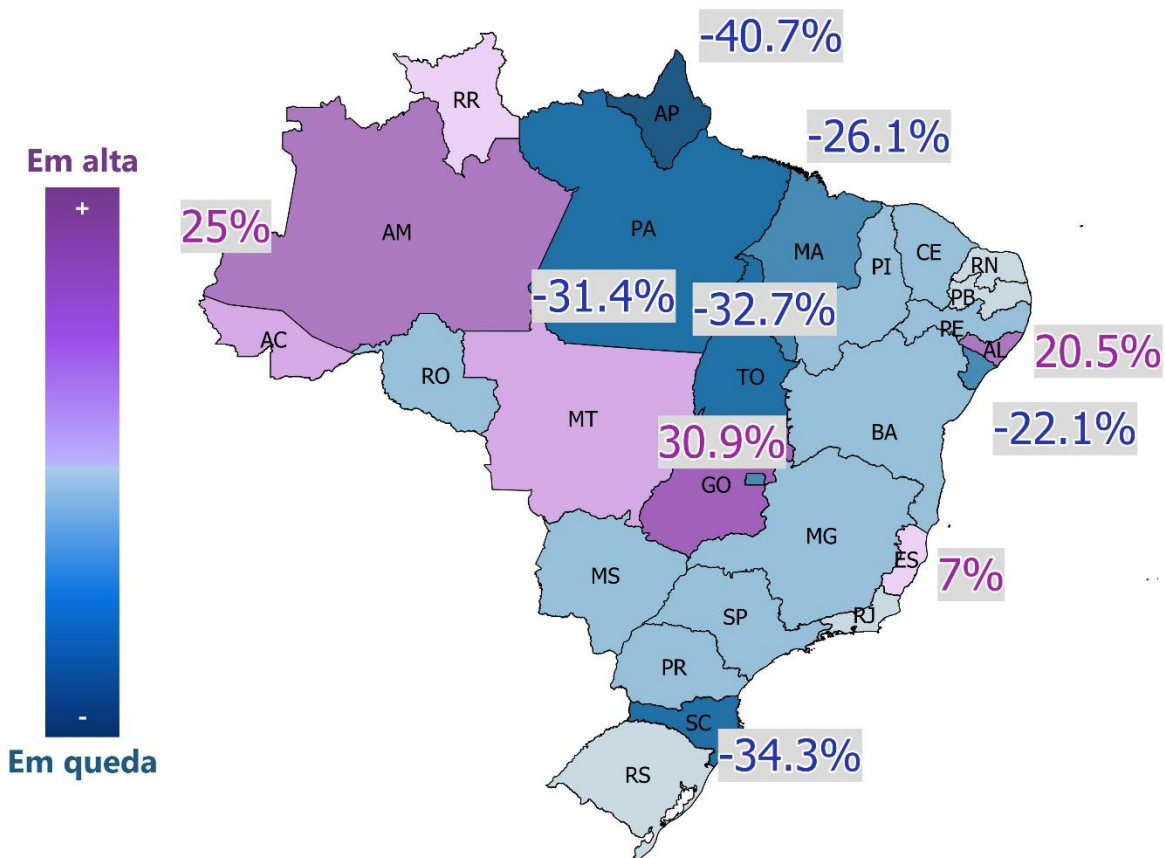 -40.7%
RR
AP
-26.1%
Em alta
+
25%
AM
PA
MA
PI
CE
RN
PB
-31.4%
-32.7%
PE
AL
20.5%
AC
RO
TO
MT
30.9%
BA
-22.1%
GO
MG
ES
7%
MS
SP
RJ
PR
SC
-
-34.3%
Em queda
RS